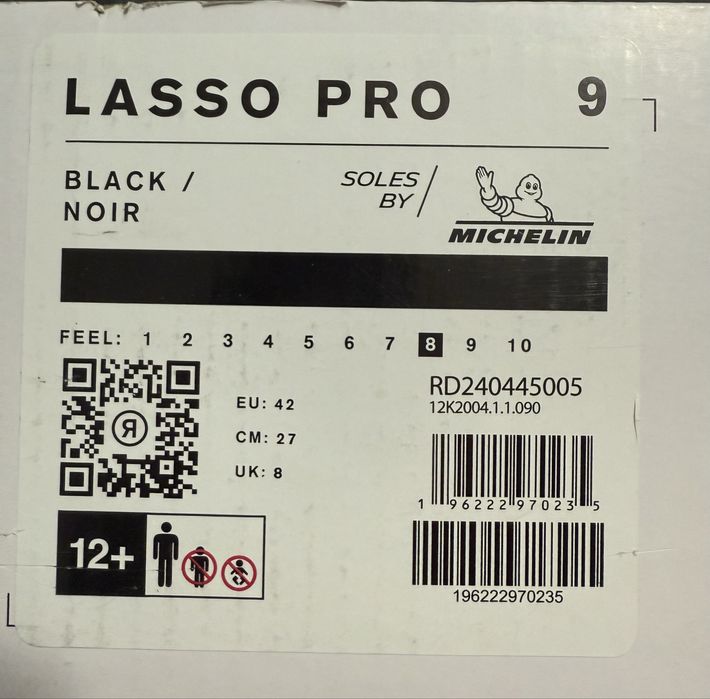 LASSO PRO 9
BLACK /
NOIR
SOLES
BY
MICHELIN
FEEL: 1 2 3 4 5 6 7 8 9 10
EU: 42
CM: 27
UK: 8
RD240445005
12K2004.1.1.090
1 96222 97023 5
196222970235
12+